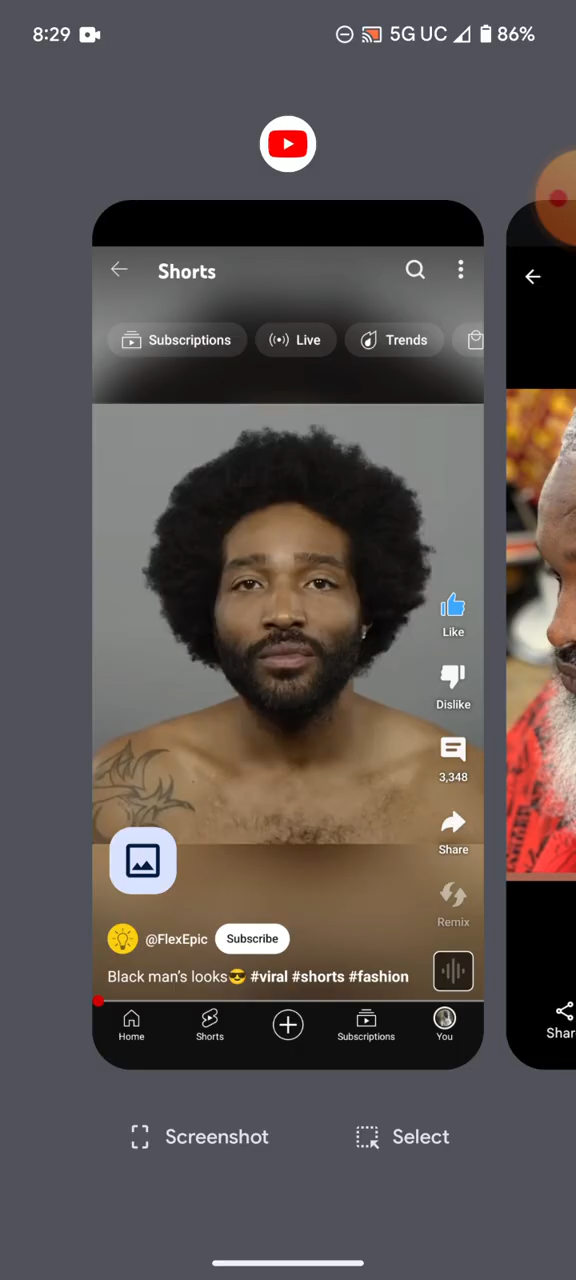 8:29
5G UC 86%
Shorts
Subscriptions Live Trends
Like
Dislike
3,348
Share
Remix
@FlexEpic Subscribe
Black man's looks😎 #viral #shorts #fashion
Home Shorts Subscriptions You
Shar
Screenshot Select